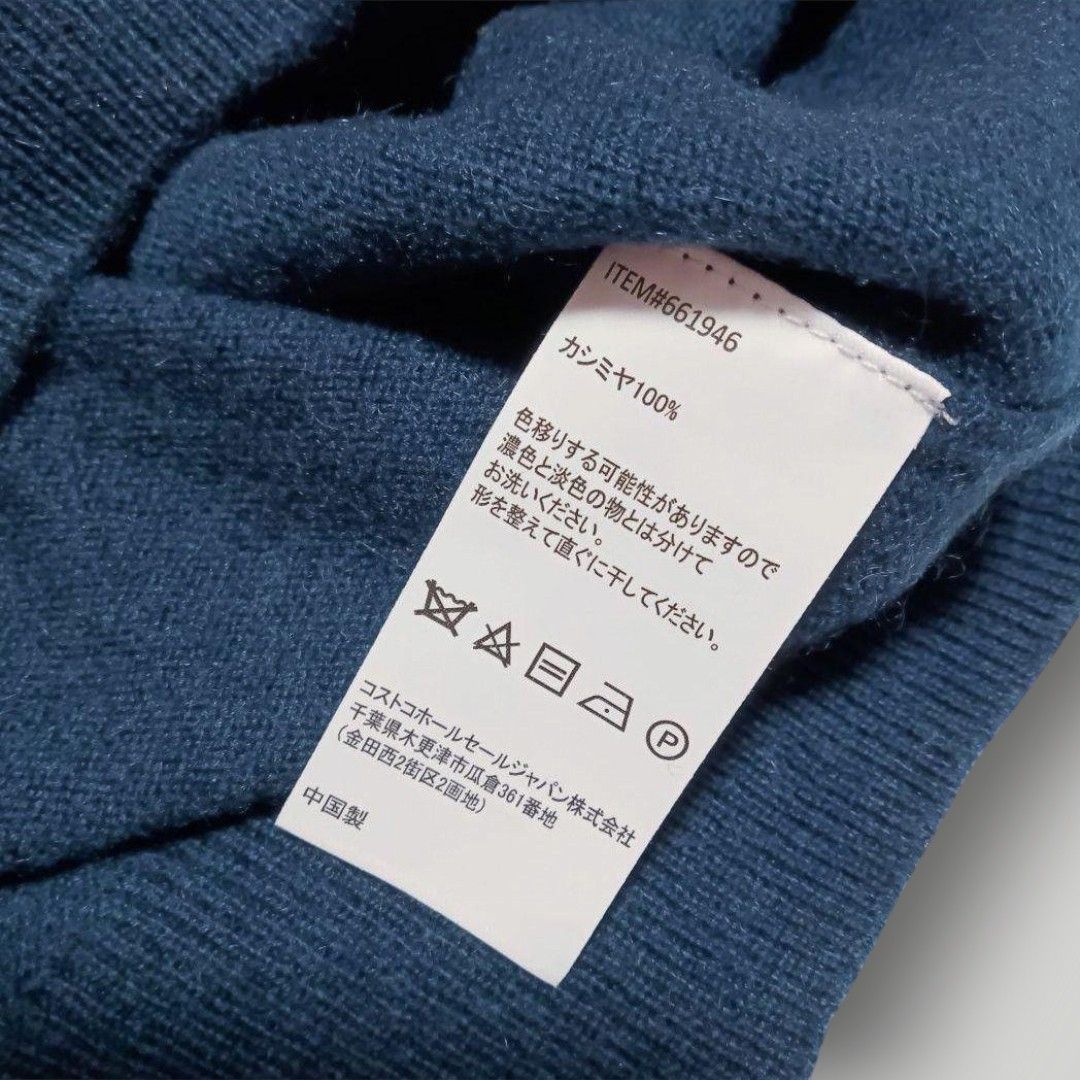 ITEM#661946
カシミヤ100%
色移りする可能性がありますので
濃色と淡色の物とは分けて
お洗いください。
形を整えて直ぐに干してください。
P
コストコホールセールジャパン株式会社
千葉県木更津市瓜倉361番地
(金田西2街区2画地)
中国製